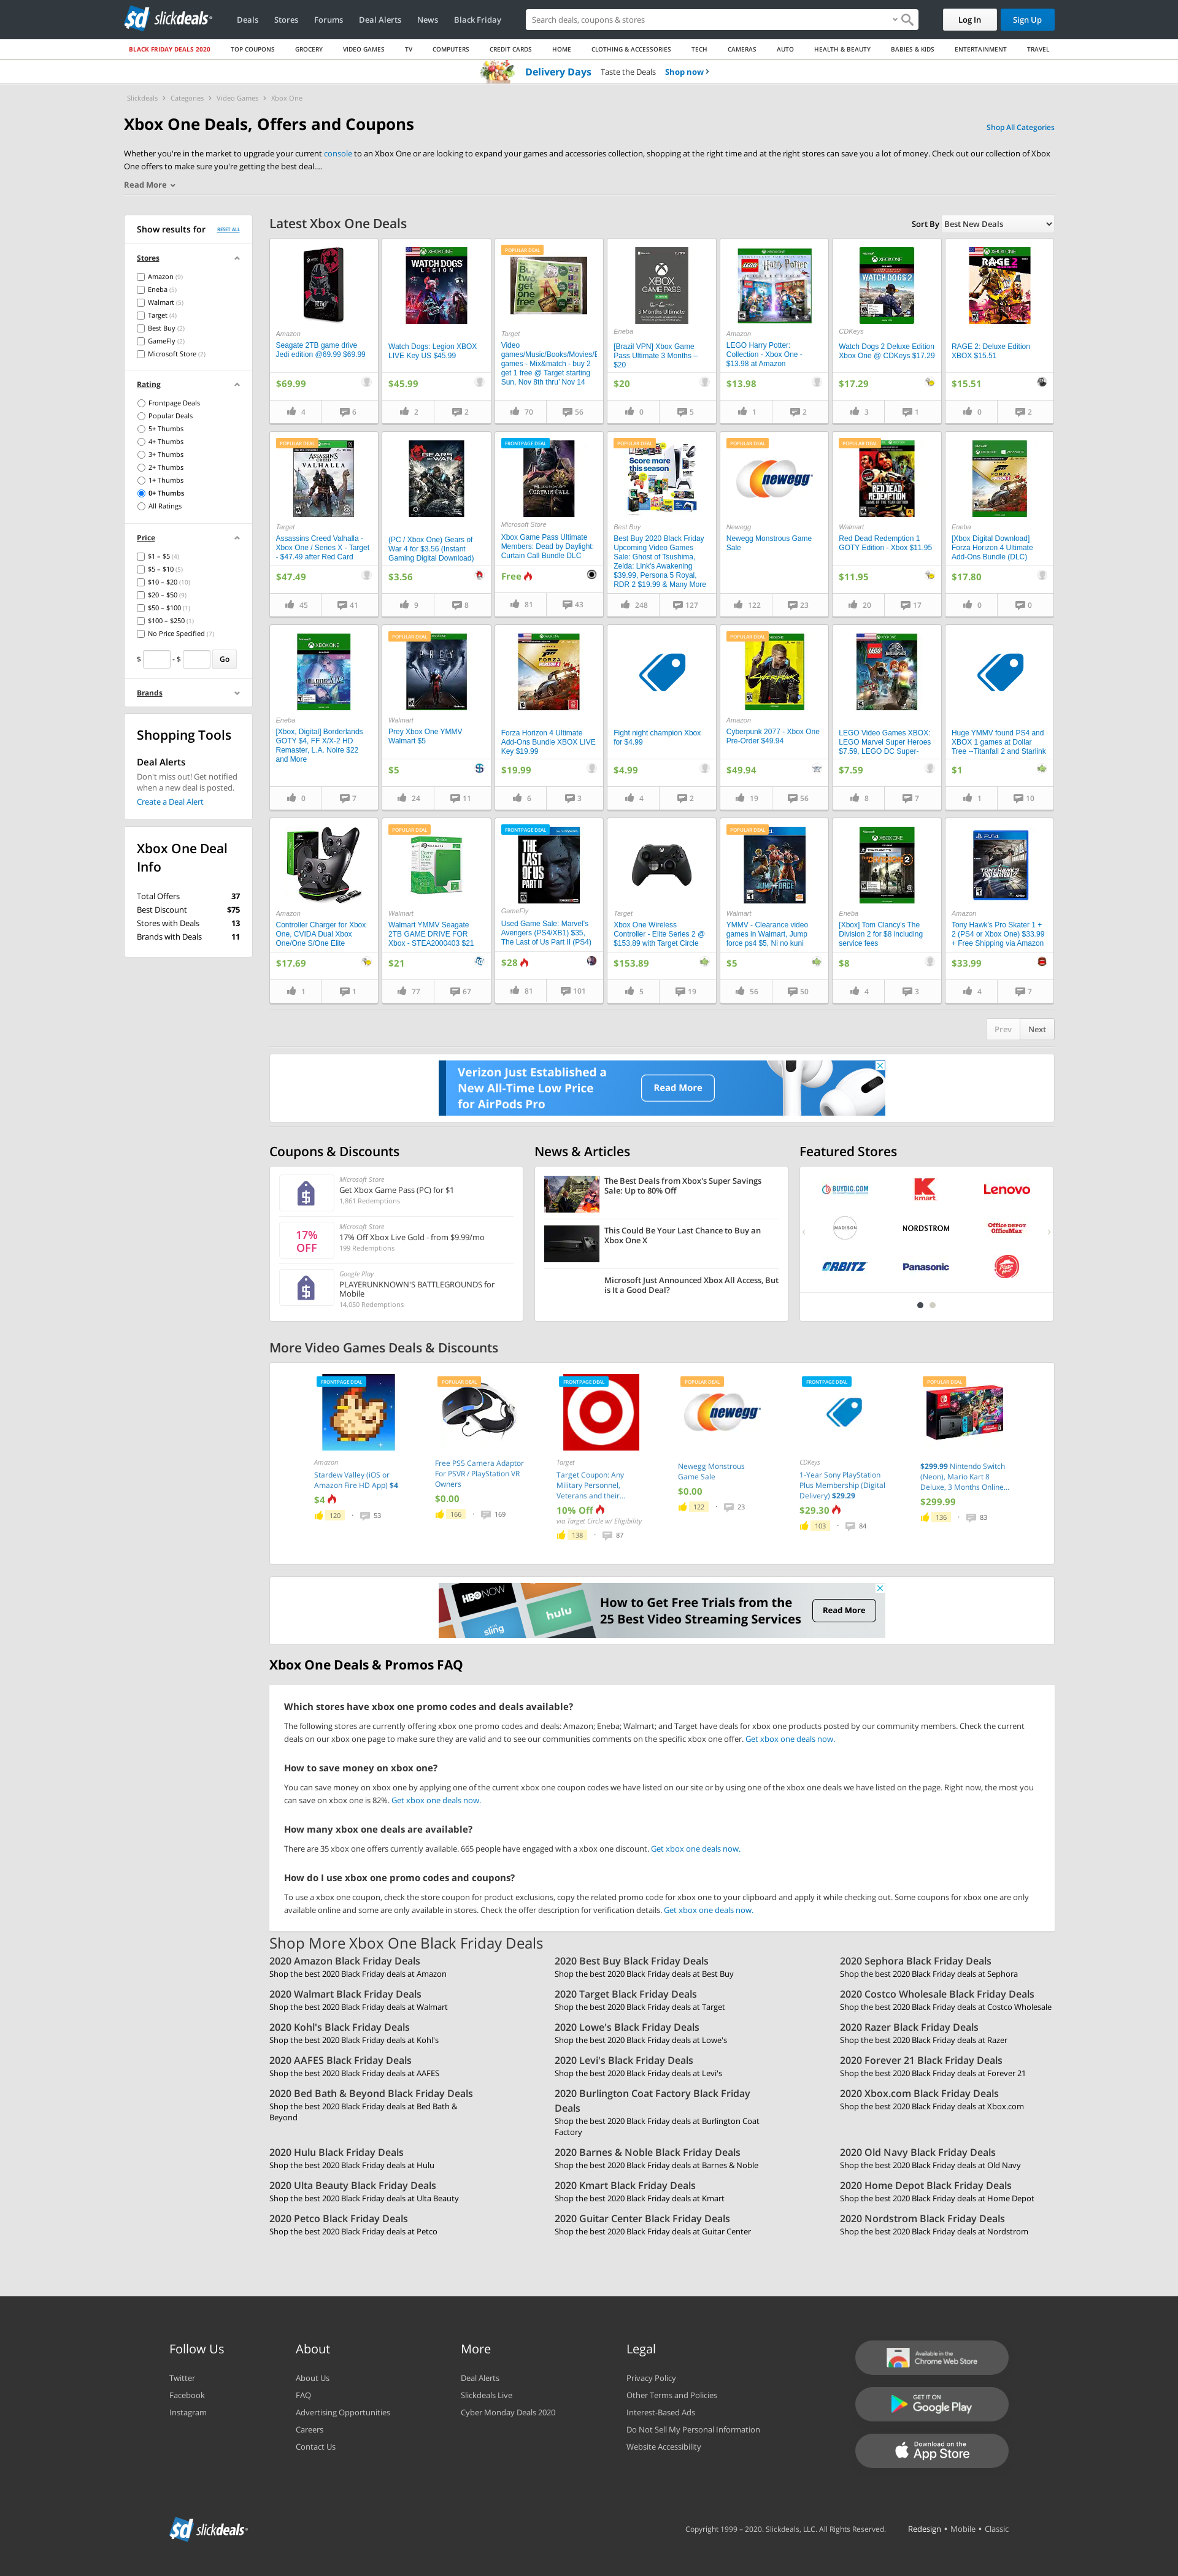 slickdeals
Deals
Stores
Forums
Deal Alerts
News
Black Friday
Search deals, coupons & stores
Log In
Sign Up
BLACK FRIDAY DEALS 2020
TOP COUPONS
GROCERY
VIDEO GAMES
TV
COMPUTERS
CREDIT CARDS
HOME
CLOTHING & ACCESSORIES
TECH
CAMERAS
AUTO
HEALTH & BEAUTY
BABIES & KIDS
ENTERTAINMENT
TRAVEL
Delivery Days Taste the Deals Shop now ›
Slickdeals › Categories › Video Games › Xbox One
Xbox One Deals, Offers and Coupons
Shop All Categories
Whether you're in the market to upgrade your current console to an Xbox One or are looking to expand your games and accessories collection, shopping at the right time and at the right stores can save you a lot of money. Check out our collection of Xbox
One offers to make sure you're getting the best deal....
Read More
Show results for
RESET ALL
Stores
Amazon (9)
Eneba (5)
Walmart (5)
Target (4)
Best Buy (2)
GameFly (2)
Microsoft Store (2)
Rating
Frontpage Deals
Popular Deals
5+ Thumbs
4+ Thumbs
3+ Thumbs
2+ Thumbs
1+ Thumbs
0+ Thumbs
All Ratings
Price
$1 – $5 (4)
$5 – $10 (5)
$10 – $20 (10)
$20 – $50 (9)
$50 – $100 (1)
$100 – $250 (1)
No Price Specified (7)
$ - $ Go
Brands
Shopping Tools
Deal Alerts
Don't miss out! Get notified
when a new deal is posted.
Create a Deal Alert
Xbox One Deal
Info
Total Offers 37
Best Discount $75
Stores with Deals 13
Brands with Deals 11
Latest Xbox One Deals
Sort By Best New Deals
Amazon
Seagate 2TB game drive
Jedi edition @69.99 $69.99
$69.99
4 6
Watch Dogs: Legion XBOX
LIVE Key US $45.99
$45.99
2 2
POPULAR DEAL
Target
Video
games/Music/Books/Movies/E
games - Mix&match - buy 2
get 1 free @ Target starting
Sun, Nov 8th thru' Nov 14
70 56
Eneba
[Brazil VPN] Xbox Game
Pass Ultimate 3 Months –
$20
$20
0 5
Amazon
LEGO Harry Potter:
Collection - Xbox One -
$13.98 at Amazon
$13.98
1 2
CDKeys
Watch Dogs 2 Deluxe Edition
Xbox One @ CDKeys $17.29
$17.29
3 1
RAGE 2: Deluxe Edition
XBOX $15.51
$15.51
0 2
POPULAR DEAL
Target
Assassins Creed Valhalla -
Xbox One / Series X - Target
- $47.49 after Red Card
$47.49
45 41
(PC / Xbox One) Gears of
War 4 for $3.56 (Instant
Gaming Digital Download)
$3.56
9 8
FRONTPAGE DEAL
Microsoft Store
Xbox Game Pass Ultimate
Members: Dead by Daylight:
Curtain Call Bundle DLC
Free
81 43
POPULAR DEAL
Score more
this season
Best Buy
Best Buy 2020 Black Friday
Upcoming Video Games
Sale: Ghost of Tsushima,
Zelda: Link's Awakening
$39.99, Persona 5 Royal,
RDR 2 $19.99 & Many More
248 127
POPULAR DEAL
newegg
Newegg
Newegg Monstrous Game
Sale
122 23
POPULAR DEAL
Walmart
Red Dead Redemption 1
GOTY Edition - Xbox $11.95
$11.95
20 17
Eneba
[Xbox Digital Download]
Forza Horizon 4 Ultimate
Add-Ons Bundle (DLC)
$17.80
0 0
Eneba
[Xbox, Digital] Borderlands
GOTY $4, FF X/X-2 HD
Remaster, L.A. Noire $22
and More
0 7
POPULAR DEAL
Walmart
Prey Xbox One YMMV
Walmart $5
$5
24 11
Forza Horizon 4 Ultimate
Add-Ons Bundle XBOX LIVE
Key $19.99
$19.99
6 3
Fight night champion Xbox
for $4.99
$4.99
4 2
POPULAR DEAL
Amazon
Cyberpunk 2077 - Xbox One
Pre-Order $49.94
$49.94
19 56
LEGO Video Games XBOX:
LEGO Marvel Super Heroes
$7.59, LEGO DC Super-
$7.59
8 7
Huge YMMV found PS4 and
XBOX 1 games at Dollar
Tree --Titanfall 2 and Starlink
$1
1 10
Amazon
Controller Charger for Xbox
One, CVIDA Dual Xbox
One/One S/One Elite
$17.69
1 1
POPULAR DEAL
Walmart
Walmart YMMV Seagate
2TB GAME DRIVE FOR
Xbox - STEA2000403 $21
$21
77 67
FRONTPAGE DEAL
GameFly
Used Game Sale: Marvel's
Avengers (PS4/XB1) $35,
The Last of Us Part II (PS4)
$28
81 101
Target
Xbox One Wireless
Controller - Elite Series 2 @
$153.89 with Target Circle
$153.89
5 19
POPULAR DEAL
Walmart
YMMV - Clearance video
games in Walmart, Jump
force ps4 $5, Ni no kuni
$5
56 50
Eneba
[Xbox] Tom Clancy's The
Division 2 for $8 including
service fees
$8
4 3
Amazon
Tony Hawk's Pro Skater 1 +
2 (PS4 or Xbox One) $33.99
+ Free Shipping via Amazon
$33.99
4 7
Prev Next
Verizon Just Established a
New All-Time Low Price
for AirPods Pro
Read More
Coupons & Discounts
Microsoft Store
Get Xbox Game Pass (PC) for $1
1,861 Redemptions
17%
OFF
Microsoft Store
17% Off Xbox Live Gold - from $9.99/mo
199 Redemptions
Google Play
PLAYERUNKNOWN'S BATTLEGROUNDS for
Mobile
14,050 Redemptions
News & Articles
The Best Deals from Xbox's Super Savings
Sale: Up to 80% Off
This Could Be Your Last Chance to Buy an
Xbox One X
Microsoft Just Announced Xbox All Access, But
is It a Good Deal?
Featured Stores
BUYDIG.COM
Kmart
Lenovo
MADISON
NORDSTROM
Office DEPOT
OfficeMax
ORBITZ
Panasonic
More Video Games Deals & Discounts
FRONTPAGE DEAL
Amazon
Stardew Valley (iOS or
Amazon Fire HD App) $4
$4
120 · 53
POPULAR DEAL
Free PS5 Camera Adaptor
For PSVR / PlayStation VR
Owners
$0.00
166 · 169
FRONTPAGE DEAL
Target
Target Coupon: Any
Military Personnel,
Veterans and their...
10% Off
via Target Circle w/ Eligibility
138 · 87
POPULAR DEAL
newegg
Newegg Monstrous
Game Sale
$0.00
122 · 23
FRONTPAGE DEAL
CDKeys
1-Year Sony PlayStation
Plus Membership (Digital
Delivery) $29.29
$29.30
103 · 84
POPULAR DEAL
$299.99 Nintendo Switch
(Neon), Mario Kart 8
Deluxe, 3 Months Online...
$299.99
136 · 83
HBO NOW
sling
hulu
How to Get Free Trials from the
25 Best Video Streaming Services
Read More
Xbox One Deals & Promos FAQ
Which stores have xbox one promo codes and deals available?
The following stores are currently offering xbox one promo codes and deals: Amazon; Eneba; Walmart; and Target have deals for xbox one products posted by our community members. Check the current
deals on our xbox one page to make sure they are valid and to see our communities comments on the specific xbox one offer. Get xbox one deals now.
How to save money on xbox one?
You can save money on xbox one by applying one of the current xbox one coupon codes we have listed on our site or by using one of the xbox one deals we have listed on the page. Right now, the most you
can save on xbox one is 82%. Get xbox one deals now.
How many xbox one deals are available?
There are 35 xbox one offers currently available. 665 people have engaged with a xbox one discount. Get xbox one deals now.
How do I use xbox one promo codes and coupons?
To use a xbox one coupon, check the store coupon for product exclusions, copy the related promo code for xbox one to your clipboard and apply it while checking out. Some coupons for xbox one are only
available online and some are only available in stores. Check the offer description for verification details. Get xbox one deals now.
Shop More Xbox One Black Friday Deals
2020 Amazon Black Friday Deals
Shop the best 2020 Black Friday deals at Amazon
2020 Best Buy Black Friday Deals
Shop the best 2020 Black Friday deals at Best Buy
2020 Sephora Black Friday Deals
Shop the best 2020 Black Friday deals at Sephora
2020 Walmart Black Friday Deals
Shop the best 2020 Black Friday deals at Walmart
2020 Target Black Friday Deals
Shop the best 2020 Black Friday deals at Target
2020 Costco Wholesale Black Friday Deals
Shop the best 2020 Black Friday deals at Costco Wholesale
2020 Kohl's Black Friday Deals
Shop the best 2020 Black Friday deals at Kohl's
2020 Lowe's Black Friday Deals
Shop the best 2020 Black Friday deals at Lowe's
2020 Razer Black Friday Deals
Shop the best 2020 Black Friday deals at Razer
2020 AAFES Black Friday Deals
Shop the best 2020 Black Friday deals at AAFES
2020 Levi's Black Friday Deals
Shop the best 2020 Black Friday deals at Levi's
2020 Forever 21 Black Friday Deals
Shop the best 2020 Black Friday deals at Forever 21
2020 Bed Bath & Beyond Black Friday Deals
Shop the best 2020 Black Friday deals at Bed Bath &
Beyond
2020 Burlington Coat Factory Black Friday
Deals
Shop the best 2020 Black Friday deals at Burlington Coat
Factory
2020 Xbox.com Black Friday Deals
Shop the best 2020 Black Friday deals at Xbox.com
2020 Hulu Black Friday Deals
Shop the best 2020 Black Friday deals at Hulu
2020 Barnes & Noble Black Friday Deals
Shop the best 2020 Black Friday deals at Barnes & Noble
2020 Old Navy Black Friday Deals
Shop the best 2020 Black Friday deals at Old Navy
2020 Ulta Beauty Black Friday Deals
Shop the best 2020 Black Friday deals at Ulta Beauty
2020 Kmart Black Friday Deals
Shop the best 2020 Black Friday deals at Kmart
2020 Home Depot Black Friday Deals
Shop the best 2020 Black Friday deals at Home Depot
2020 Petco Black Friday Deals
Shop the best 2020 Black Friday deals at Petco
2020 Guitar Center Black Friday Deals
Shop the best 2020 Black Friday deals at Guitar Center
2020 Nordstrom Black Friday Deals
Shop the best 2020 Black Friday deals at Nordstrom
Follow Us
Twitter
Facebook
Instagram
About
About Us
FAQ
Advertising Opportunities
Careers
Contact Us
More
Deal Alerts
Slickdeals Live
Cyber Monday Deals 2020
Legal
Privacy Policy
Other Terms and Policies
Interest-Based Ads
Do Not Sell My Personal Information
Website Accessibility
Available in the
Chrome Web Store
GET IT ON
Google Play
Download on the
App Store
slickdeals
Copyright 1999 – 2020. Slickdeals, LLC. All Rights Reserved.
Redesign • Mobile • Classic